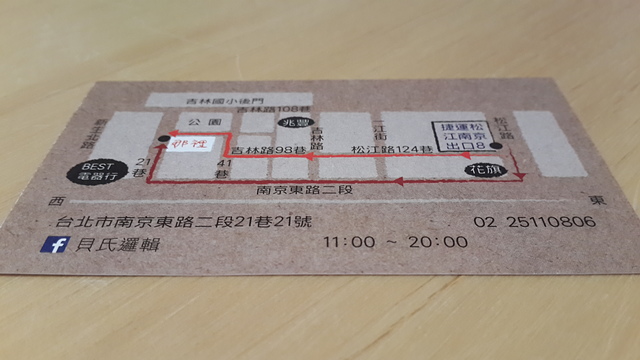 吉林國小後門
吉林路108巷
公園
兆豐
吉林路
一江街
捷運松
江南京
出口8
松江路
新生北路
那裡
吉林路98巷
松江路124巷
BEST
電器行
21巷
41巷
花旗
南京東路二段
西
東
台北市南京東路二段21巷21號
02 25110806
f 貝氏邏輯
11:00 ~ 20:00